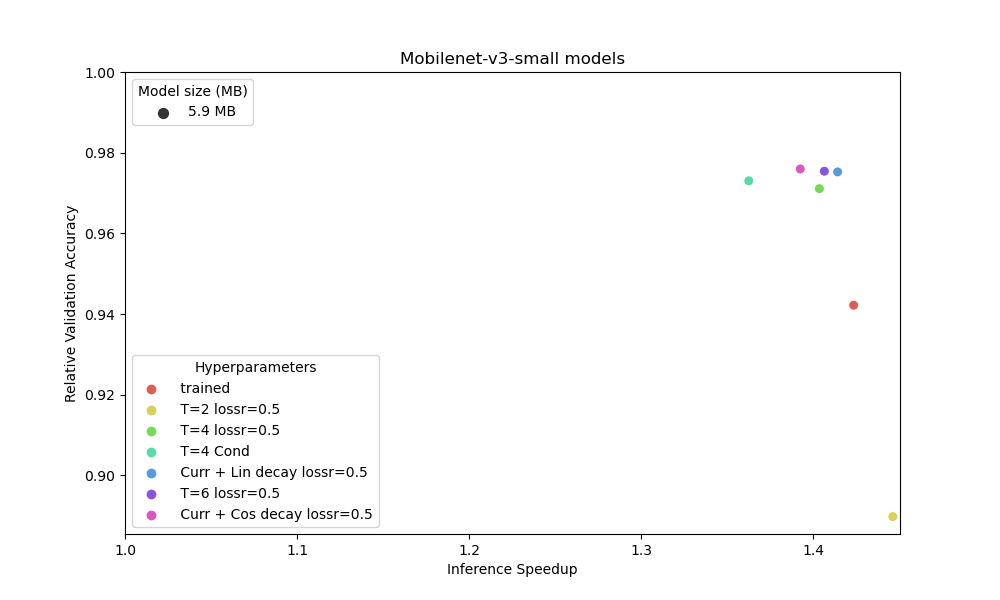 Mobilenet-v3-small models
1.00
0.98
0.96
0.94
0.92
0.90
Relative Validation Accuracy
Model size (MB)
5.9 MB
Hyperparameters
trained
T=2 lossr=0.5
T=4 lossr=0.5
T=4 Cond
Curr + Lin decay lossr=0.5
T=6 lossr=0.5
Curr + Cos decay lossr=0.5
1.0 1.1 1.2 1.3 1.4
Inference Speedup